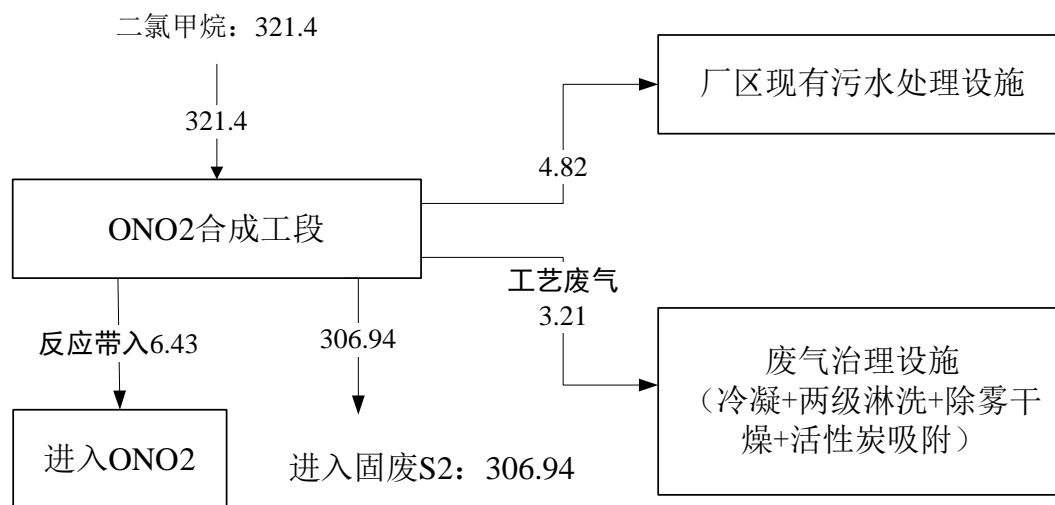 二氯甲烷：321.4
厂区现有污水处理设施
321.4
4.82
ONO2合成工段
工艺废气
3.21
反应带入6.43
306.94
废气治理设施
（冷凝+两级淋洗+除雾干
燥+活性炭吸附）
进入ONO2
进入固废S2：306.94